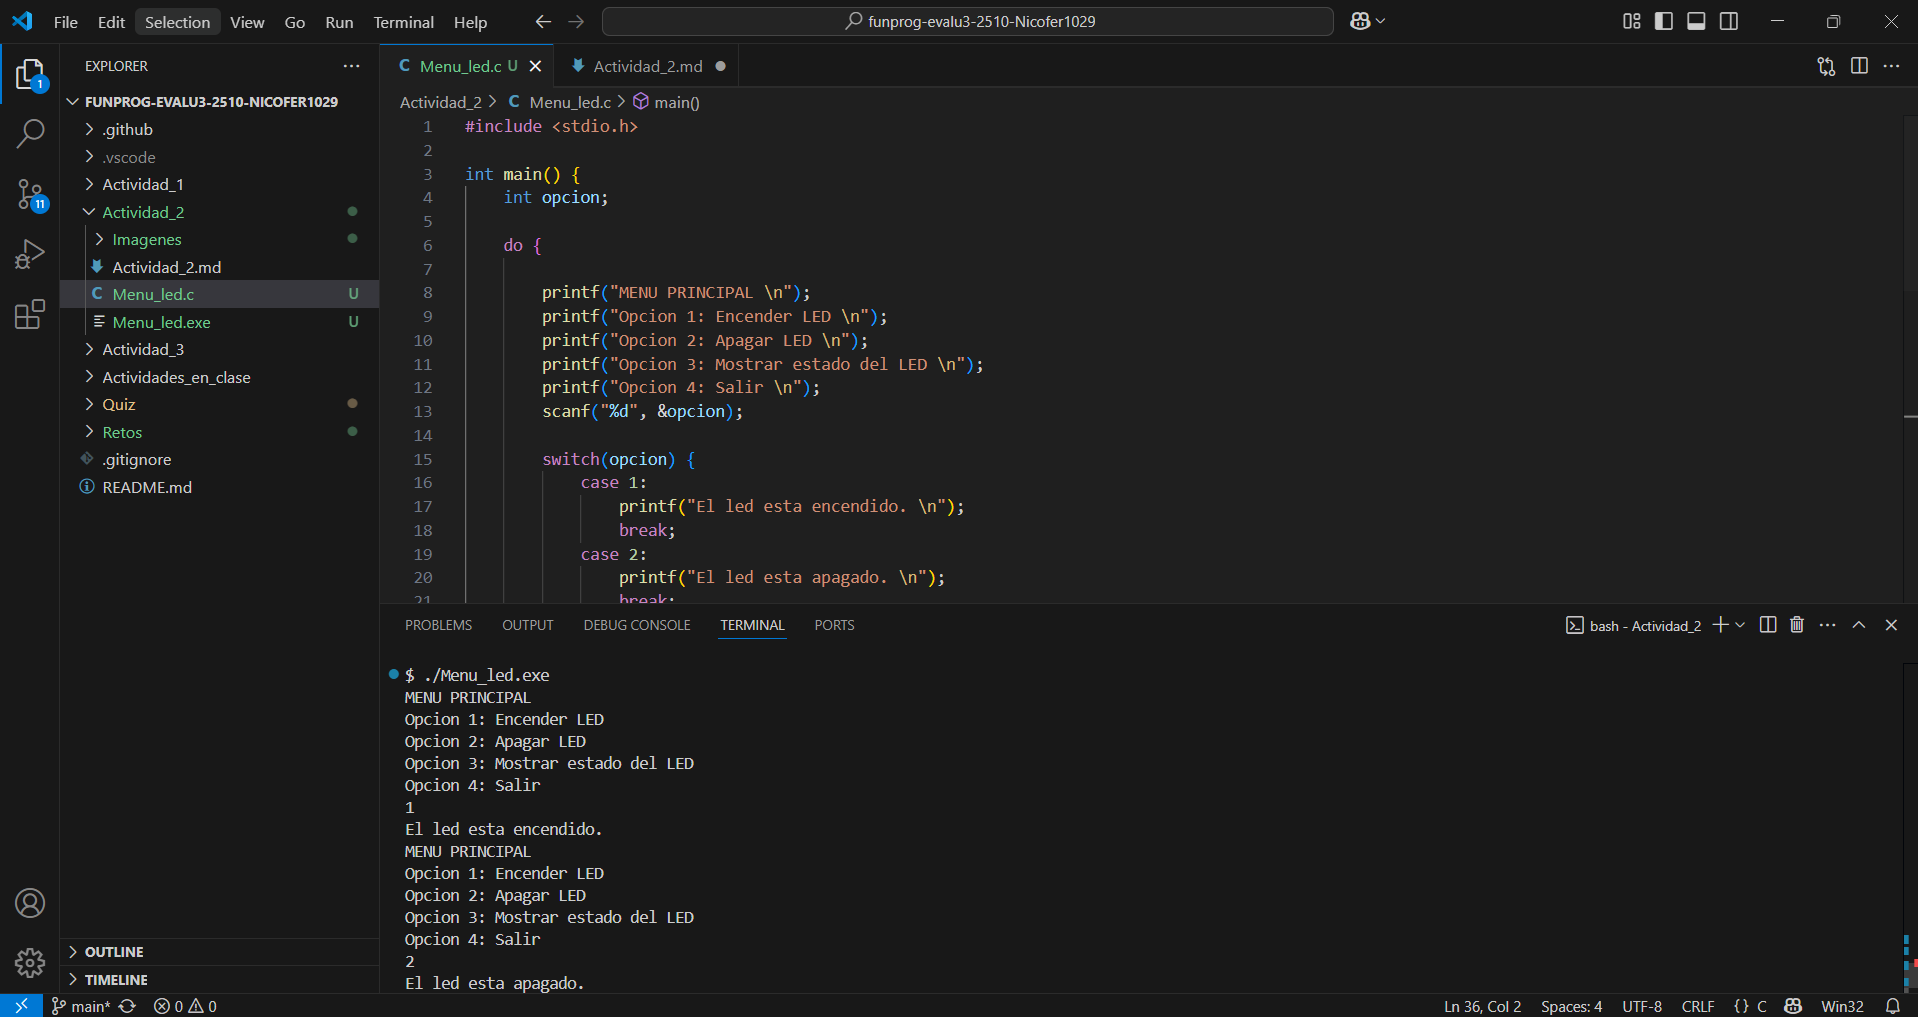 File Edit Selection View Go Run Terminal Help funprog-evalu3-2510-Nicofer1029
EXPLORER
1
11
FUNPROG-EVALU3-2510-NICOFER1029
.github
.vscode
Actividad_1
Actividad_2
Imagenes
Actividad_2.md
C Menu_led.c U
Menu_led.exe U
Actividad_3
Actividades_en_clase
Quiz
Retos
.gitignore
README.md
OUTLINE
TIMELINE
C Menu_led.c U Actividad_2.md
Actividad_2 > C Menu_led.c > main()
1 #include <stdio.h>
2
3 int main() {
4 int opcion;
5
6 do {
7
8 printf("MENU PRINCIPAL \n");
9 printf("Opcion 1: Encender LED \n");
10 printf("Opcion 2: Apagar LED \n");
11 printf("Opcion 3: Mostrar estado del LED \n");
12 printf("Opcion 4: Salir \n");
13 scanf("%d", &opcion);
14
15 switch(opcion) {
16 case 1:
17 printf("El led esta encendido. \n");
18 break;
19 case 2:
20 printf("El led esta apagado. \n");
21 break;
PROBLEMS OUTPUT DEBUG CONSOLE TERMINAL PORTS bash - Actividad_2
$ ./Menu_led.exe
MENU PRINCIPAL
Opcion 1: Encender LED
Opcion 2: Apagar LED
Opcion 3: Mostrar estado del LED
Opcion 4: Salir
1
El led esta encendido.
MENU PRINCIPAL
Opcion 1: Encender LED
Opcion 2: Apagar LED
Opcion 3: Mostrar estado del LED
Opcion 4: Salir
2
El led esta apagado.
main* 0 0 Ln 36, Col 2 Spaces: 4 UTF-8 CRLF {} C Win32